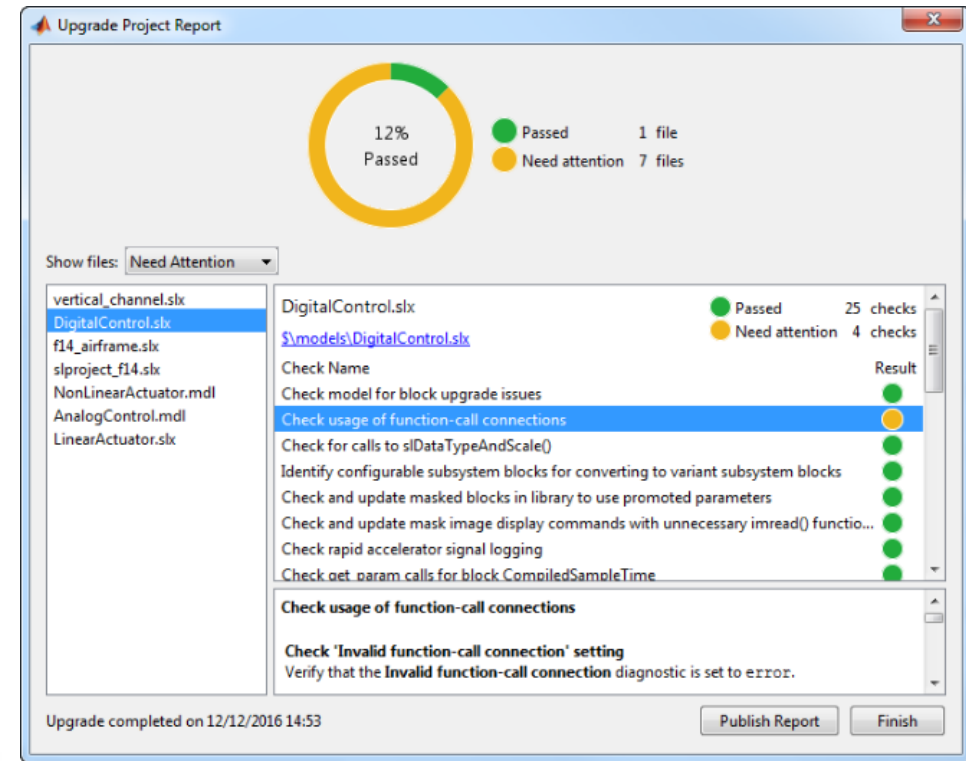 Upgrade Project Report
12%
Passed
Passed 1 file
Need attention 7 files
Show files: Need Attention
vertical_channel.slx
DigitalControl.slx
f14_airframe.slx
slproject_f14.slx
NonLinearActuator.mdl
AnalogControl.mdl
LinearActuator.slx
DigitalControl.slx
Passed 25 checks
$\models\DigitalControl.slx
Need attention 4 checks
Check Name Result
Check model for block upgrade issues
Check usage of function-call connections
Check for calls to slDataTypeAndScale()
Identify configurable subsystem blocks for converting to variant subsystem blocks
Check and update masked blocks in library to use promoted parameters
Check and update mask image display commands with unnecessary imread() functio...
Check rapid accelerator signal logging
Check get_param calls for block CompiledSampleTime
Check usage of function-call connections
Check 'Invalid function-call connection' setting
Verify that the Invalid function-call connection diagnostic is set to error.
Upgrade completed on 12/12/2016 14:53
Publish Report
Finish